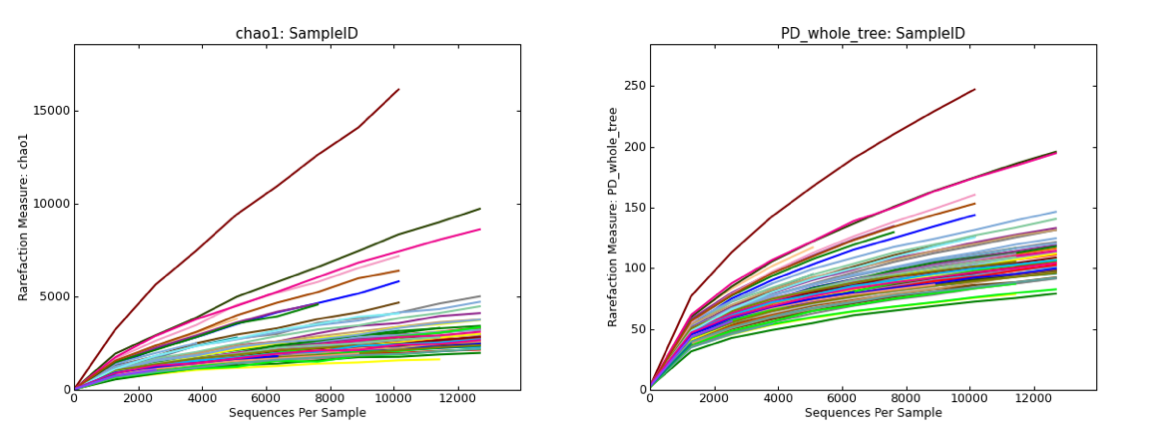 chao1: SampleID
Rarefaction Measure: chao1
15000
10000
5000
0
0 2000 4000 6000 8000 10000 12000
Sequences Per Sample
PD_whole_tree: SampleID
Rarefaction Measure: PD_whole_tree
250
200
150
100
50
0
0 2000 4000 6000 8000 10000 12000
Sequences Per Sample